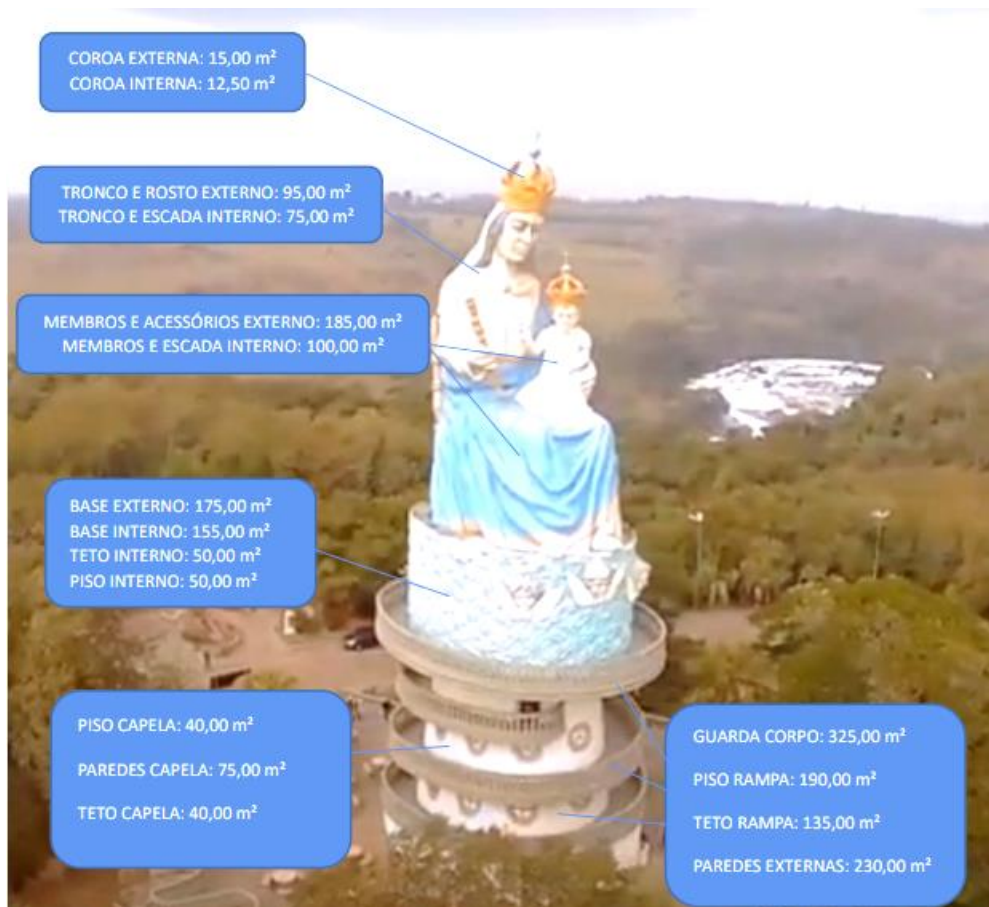 COROA EXTERNA: 15,00 m²
COROA INTERNA: 12,50 m²
TRONCO E ROSTO EXTERNO: 95,00 m²
TRONCO E ESCADA INTERNO: 75,00 m²
MEMBROS E ACESSÓRIOS EXTERNO: 185,00 m²
MEMBROS E ESCADA INTERNO: 100,00 m²
BASE EXTERNO: 175,00 m²
BASE INTERNO: 155,00 m²
TETO INTERNO: 50,00 m²
PISO INTERNO: 50,00 m²
PISO CAPELA: 40,00 m²
PAREDES CAPELA: 75,00 m²
TETO CAPELA: 40,00 m²
GUARDA CORPO: 325,00 m²
PISO RAMPA: 190,00 m²
TETO RAMPA: 135,00 m²
PAREDES EXTERNAS: 230,00 m²